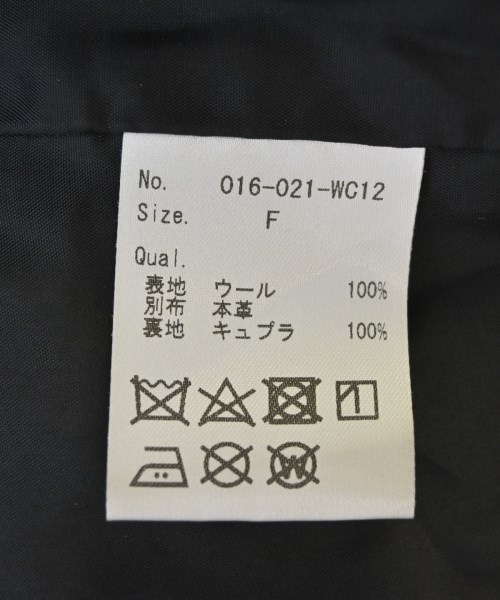 No. 016-021-WC12
Size. F
Qual.
表地 ウール 100%
別布 本革
裏地 キュプラ 100%
W